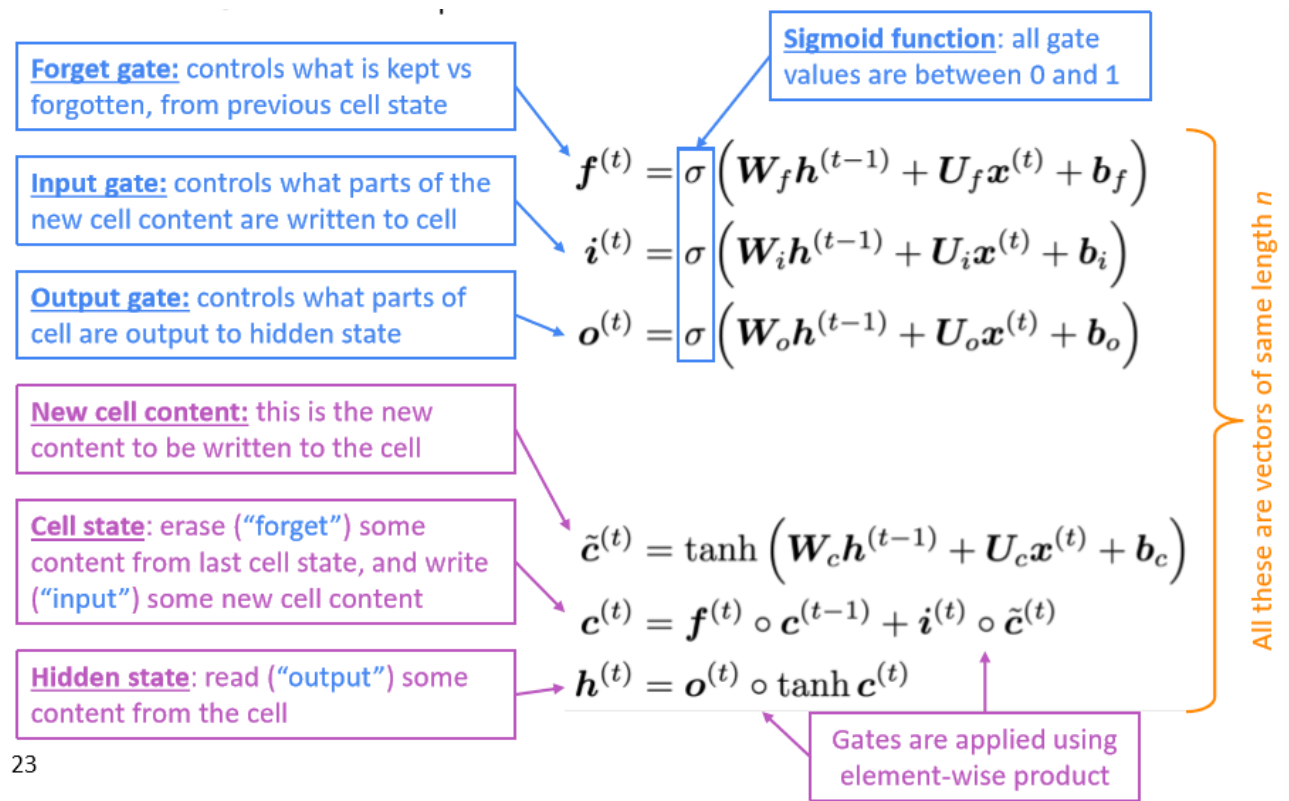 Sigmoid function: all gate
values are between 0 and 1
Forget gate: controls what is kept vs
forgotten, from previous cell state
Input gate: controls what parts of the
new cell content are written to cell
Output gate: controls what parts of
cell are output to hidden state
f^(t) = σ(W_f h^(t−1) + U_f x^(t) + b_f)
i^(t) = σ(W_i h^(t−1) + U_i x^(t) + b_i)
o^(t) = σ(W_o h^(t−1) + U_o x^(t) + b_o)
New cell content: this is the new
content to be written to the cell
Cell state: erase (“forget”) some
content from last cell state, and write
(“input”) some new cell content
Hidden state: read (“output”) some
content from the cell
c̃^(t) = tanh(W_c h^(t−1) + U_c x^(t) + b_c)
c^(t) = f^(t) ∘ c^(t−1) + i^(t) ∘ c̃^(t)
h^(t) = o^(t) ∘ tanh c^(t)
Gates are applied using
element-wise product
All these are vectors of same length n
23